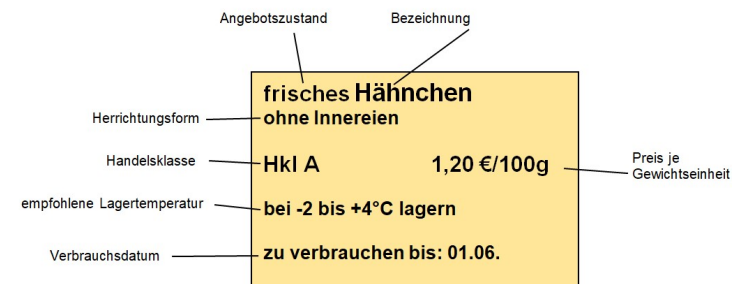 Angebotszustand Bezeichnung
frisches Hähnchen
Herrichtungsform ohne Innereien
Handelsklasse Hkl A 1,20 €/100g Preis je
Gewichtseinheit
empfohlene Lagertemperatur bei -2 bis +4°C lagern
Verbrauchsdatum zu verbrauchen bis: 01.06.